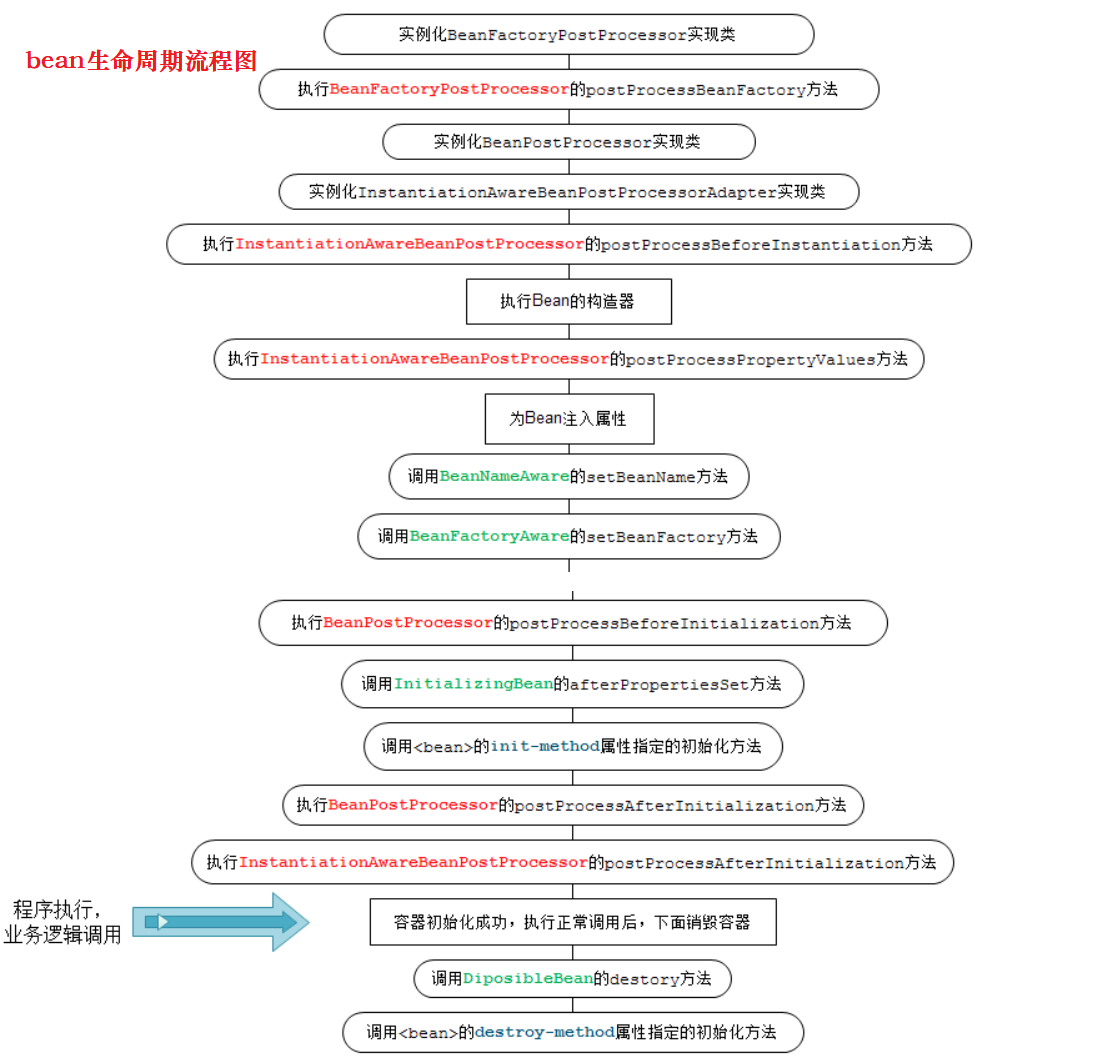 bean生命周期流程图
实例化BeanFactoryPostProcessor实现类
执行BeanFactoryPostProcessor的postProcessBeanFactory方法
实例化BeanPostProcessor实现类
实例化InstantiationAwareBeanPostProcessorAdapter实现类
执行InstantiationAwareBeanPostProcessor的postProcessBeforeInstantiation方法
执行Bean的构造器
执行InstantiationAwareBeanPostProcessor的postProcessPropertyValues方法
为Bean注入属性
调用BeanNameAware的setBeanName方法
调用BeanFactoryAware的setBeanFactory方法
执行BeanPostProcessor的postProcessBeforeInitialization方法
调用InitializingBean的afterPropertiesSet方法
调用<bean>的init-method属性指定的初始化方法
执行BeanPostProcessor的postProcessAfterInitialization方法
执行InstantiationAwareBeanPostProcessor的postProcessAfterInitialization方法
程序执行，
业务逻辑调用
容器初始化成功，执行正常调用后，下面销毁容器
调用DiposibleBean的destory方法
调用<bean>的destroy-method属性指定的初始化方法